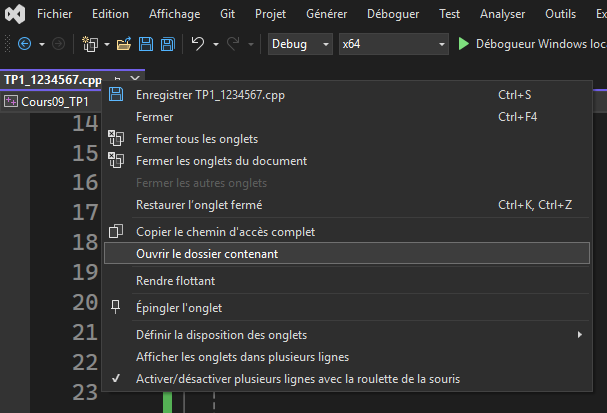 Fichier Edition Affichage Git Projet Générer Déboguer Test Analyser Outils
Debug x64 Débogueur Windows loc
TP1_1234567.cpp
Cours09_TP1
Enregistrer TP1_1234567.cpp Ctrl+S
Fermer Ctrl+F4
Fermer tous les onglets
Fermer les onglets du document
Fermer les autres onglets
Restaurer l'onglet fermé Ctrl+K, Ctrl+Z
Copier le chemin d'accès complet
Ouvrir le dossier contenant
Rendre flottant
Épingler l'onglet
Définir la disposition des onglets
Afficher les onglets dans plusieurs lignes
Activer/désactiver plusieurs lignes avec la roulette de la souris
14
15
16
17
18
19
20
21
22
23